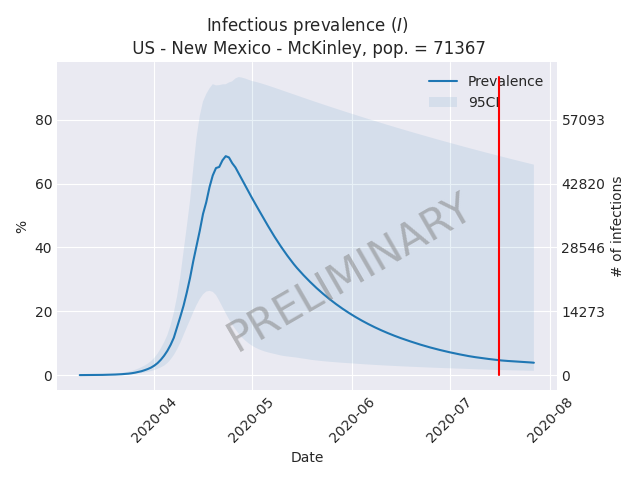 Infectious prevalence (I)
US - New Mexico - McKinley, pop. = 71367
Prevalence
95CI
80
60
40
20
0
%
57093
42820
28546
14273
0
# of infections
PRELIMINARY
2020-04
2020-05
2020-06
2020-07
2020-08
Date